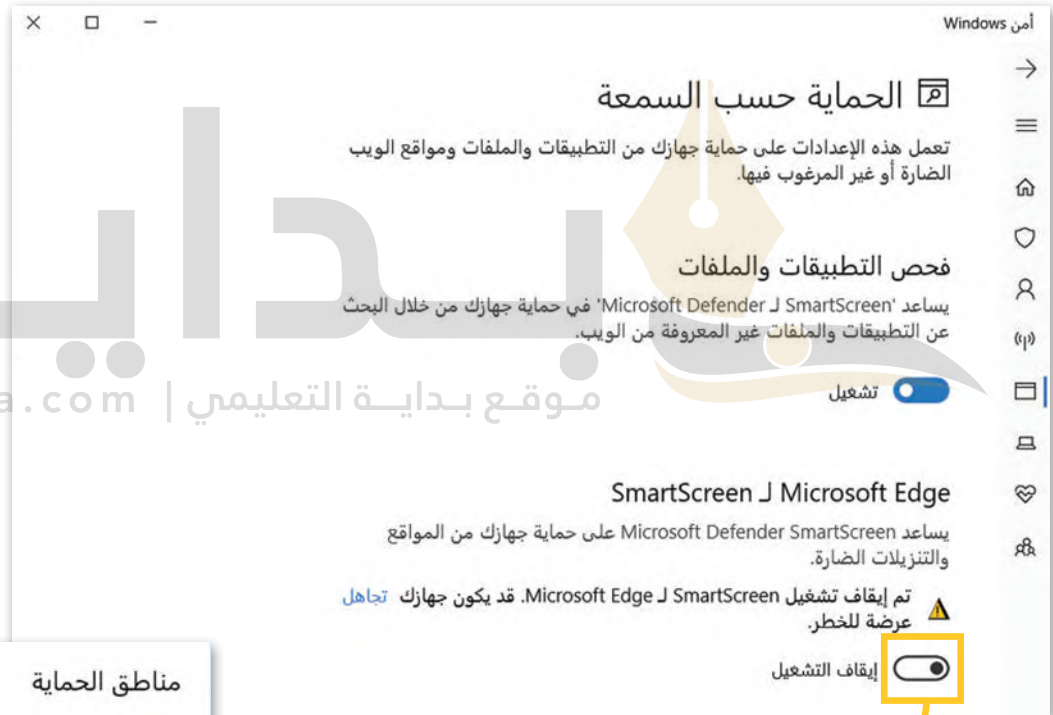 أمن Windows
الحماية حسب السمعة
تعمل هذه الإعدادات على حماية جهازك من التطبيقات والملفات ومواقع الويب
الضارة أو غير المرغوب فيها.
بدايـ
فحص التطبيقات والملفات
يساعد 'SmartScreen لـ Microsoft Defender' في حماية جهازك من خلال البحث
عن التطبيقات والملفات غير المعروفة من الويب.
تشغيل
موقع بداية التعليمي | a.com
SmartScreen لـ Microsoft Edge
يساعد Microsoft Defender SmartScreen على حماية جهازك من المواقع
والتنزيلات الضارة.
تم إيقاف تشغيل SmartScreen لـ Microsoft Edge. قد يكون جهازك تجاهل
عرضة للخطر.
إيقاف التشغيل
مناطق الحماية